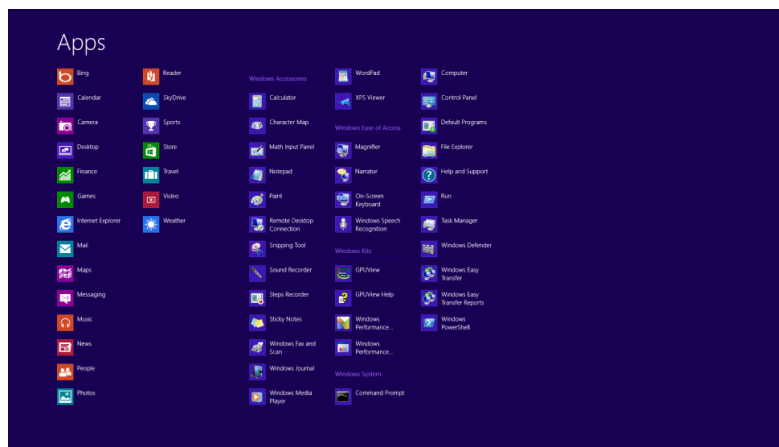 Apps
Bing
Calendar
Camera
Desktop
Finance
Games
Internet Explorer
Mail
Maps
Messaging
Music
News
People
Photos
Reader
SkyDrive
Sports
Store
Travel
Video
Weather
Windows Accessories
Calculator
Character Map
Math Input Panel
Notepad
Paint
Remote Desktop
Connection
Snipping Tool
Sound Recorder
Steps Recorder
Sticky Notes
Windows Fax and
Scan
Windows Journal
Windows Media
Player
WordPad
XPS Viewer
Windows Ease of Access
Magnifier
Narrator
On-Screen
Keyboard
Windows Speech
Recognition
Windows Kits
GPUView
GPUView Help
Windows
Performance...
Windows
Performance...
Windows System
Command Prompt
Computer
Control Panel
Default Programs
File Explorer
Help and Support
Run
Task Manager
Windows Defender
Windows Easy
Transfer
Windows Easy
Transfer Reports
Windows
PowerShell